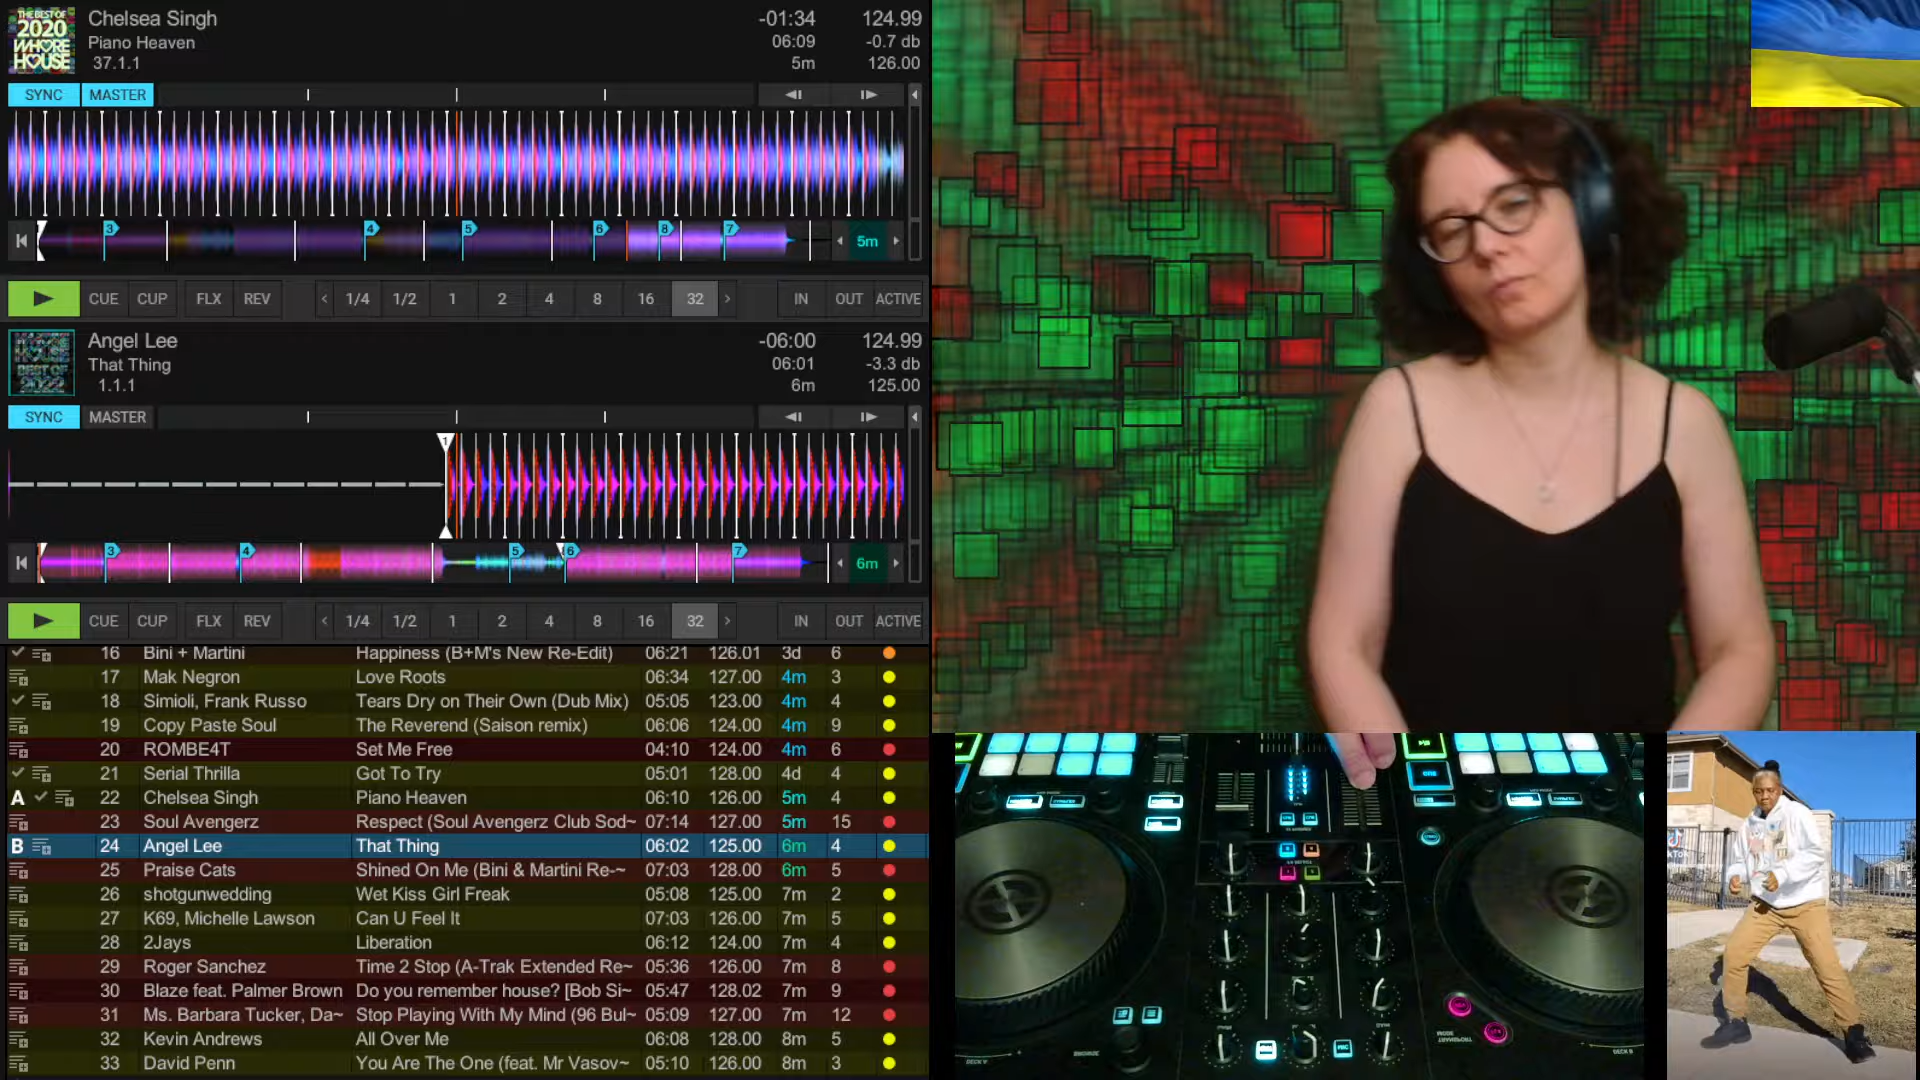 THE BEST OF
2020
WHORE
HOUSE
Chelsea Singh
Piano Heaven
37.1.1
-01:34 124.99
06:09 -0.7 db
5m 126.00
SYNC MASTER
3 4 5 6 8 7
5m
CUE CUP FLX REV 1/4 1/2 1 2 4 8 16 32 IN OUT ACTIVE
WHORE
HOUSE
BEST OF
2022
Angel Lee
That Thing
1.1.1
-06:00 124.99
06:01 -3.3 db
6m 125.00
SYNC MASTER
1
3 4 5 6 7
6m
CUE CUP FLX REV 1/4 1/2 1 2 4 8 16 32 IN OUT ACTIVE
16 Bini + Martini Happiness (B+M's New Re-Edit) 06:21 126.01 3d 6
17 Mak Negron Love Roots 06:34 127.00 4m 3
18 Simioli, Frank Russo Tears Dry on Their Own (Dub Mix) 05:05 123.00 4m 4
19 Copy Paste Soul The Reverend (Saison remix) 06:06 124.00 4m 9
20 ROMBE4T Set Me Free 04:10 124.00 4m 6
21 Serial Thrilla Got To Try 05:01 128.00 4d 4
A 22 Chelsea Singh Piano Heaven 06:10 126.00 5m 4
23 Soul Avengerz Respect (Soul Avengerz Club Sod~ 07:14 127.00 5m 15
B 24 Angel Lee That Thing 06:02 125.00 6m 4
25 Praise Cats Shined On Me (Bini & Martini Re-~ 07:03 128.00 6m 5
26 shotgunwedding Wet Kiss Girl Freak 05:08 125.00 7m 2
27 K69, Michelle Lawson Can U Feel It 07:03 126.00 7m 5
28 2Jays Liberation 06:12 124.00 7m 4
29 Roger Sanchez Time 2 Stop (A-Trak Extended Re~ 05:36 126.00 7m 8
30 Blaze feat. Palmer Brown Do you remember house? [Bob Si~ 05:47 128.02 7m 9
31 Ms. Barbara Tucker, Da~ Stop Playing With My Mind (96 Bul~ 05:09 127.00 7m 12
32 Kevin Andrews All Over Me 06:08 128.00 8m 5
33 David Penn You Are The One (feat. Mr Vasov~ 05:10 126.00 8m 3
DECK A
DECK B